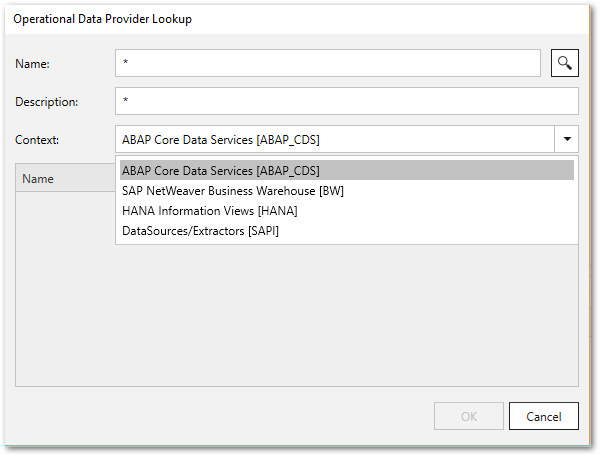 Operational Data Provider Lookup
Name: *
Description: *
Context: ABAP Core Data Services [ABAP_CDS]
Name
ABAP Core Data Services [ABAP_CDS]
SAP NetWeaver Business Warehouse [BW]
HANA Information Views [HANA]
DataSources/Extractors [SAPI]
OK Cancel